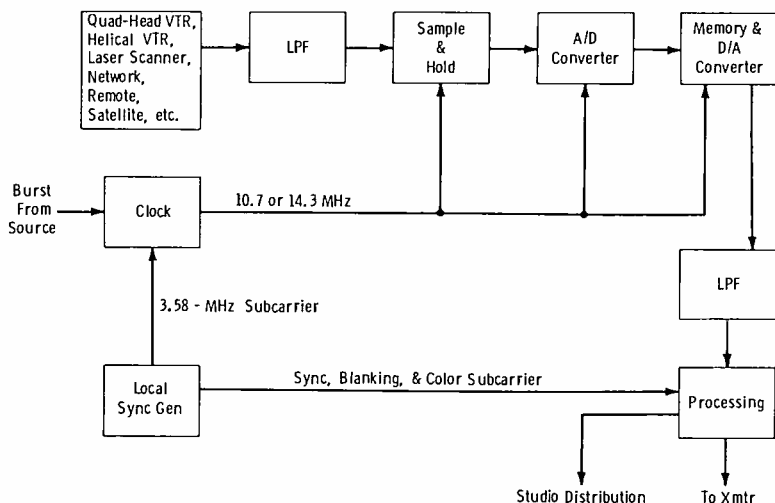 Quad-Head VTR,
Helical VTR,
Laser Scanner,
Network,
Remote,
Satellite, etc.
LPF
Sample
&
Hold
A/D
Converter
Memory &
D/A
Converter
Burst
From
Source
Clock
10.7 or 14.3 MHz
3.58 - MHz Subcarrier
LPF
Local
Sync Gen
Sync, Blanking, & Color Subcarrier
Processing
Studio Distribution
To Xmtr